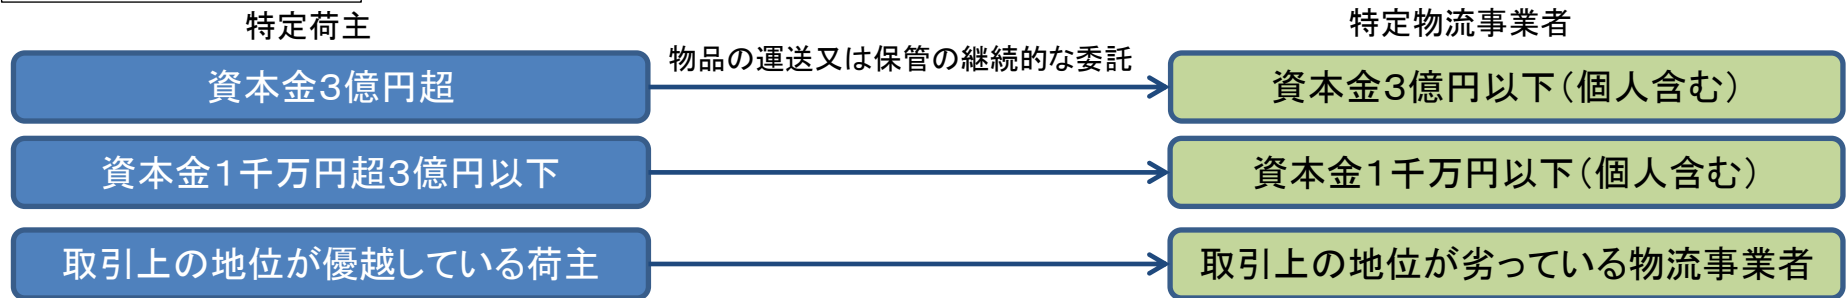 特定荷主
特定物流事業者
物品の運送又は保管の継続的な委託
資本金3億円超
資本金3億円以下(個人含む)
資本金1千万円超3億円以下
資本金1千万円以下(個人含む)
取引上の地位が優越している荷主
取引上の地位が劣っている物流事業者